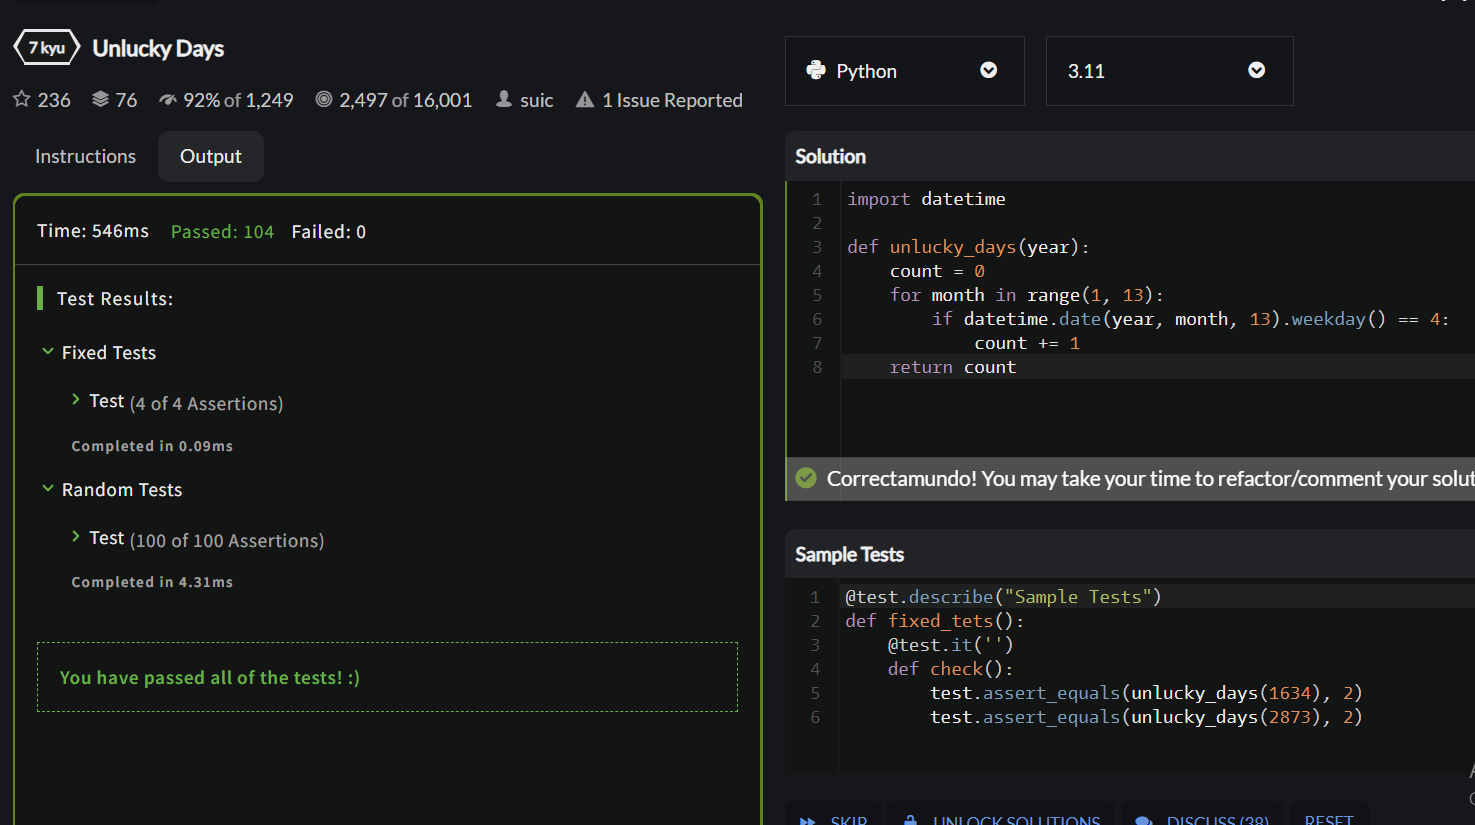 7 kyu Unlucky Days
236 76 92% of 1,249 2,497 of 16,001 suic 1 Issue Reported
Instructions Output
Time: 546ms Passed: 104 Failed: 0
Test Results:
Fixed Tests
Test (4 of 4 Assertions)
Completed in 0.09ms
Random Tests
Test (100 of 100 Assertions)
Completed in 4.31ms
You have passed all of the tests! :)
Python 3.11
Solution
1 import datetime
2
3 def unlucky_days(year):
4     count = 0
5     for month in range(1, 13):
6         if datetime.date(year, month, 13).weekday() == 4:
7             count += 1
8     return count
Correctamundo! You may take your time to refactor/comment your solut
Sample Tests
1 @test.describe("Sample Tests")
2 def fixed_tets():
3     @test.it('')
4     def check():
5         test.assert_equals(unlucky_days(1634), 2)
6         test.assert_equals(unlucky_days(2873), 2)
SKIP UNLOCK SOLUTIONS DISCUSS (38) RESET